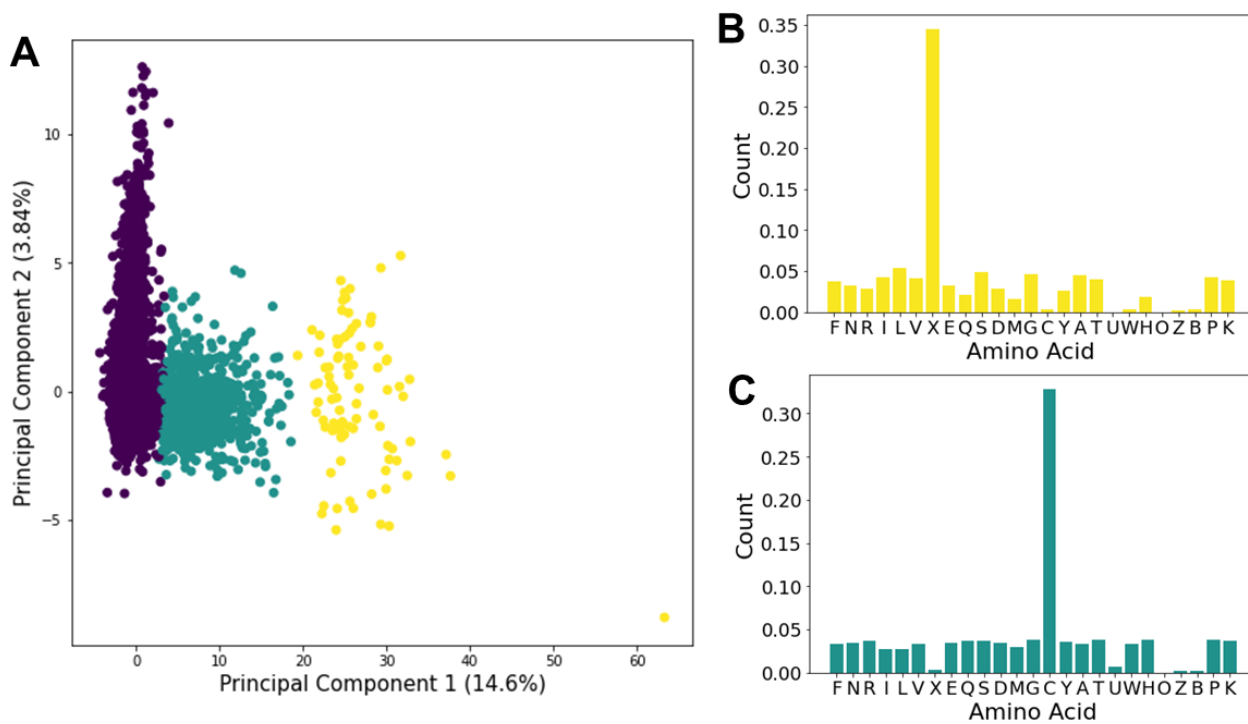 A
10
5
0
−5
Principal Component 2 (3.84%)
0 10 20 30 40 50 60
Principal Component 1 (14.6%)
B
0.35
0.30
0.25
0.20
0.15
0.10
0.05
0.00
Count
F N R I L V X E Q S D M G C Y A T U W H O Z B P K
Amino Acid
C
0.30
0.25
0.20
0.15
0.10
0.05
0.00
Count
F N R I L V X E Q S D M G C Y A T U W H O Z B P K
Amino Acid